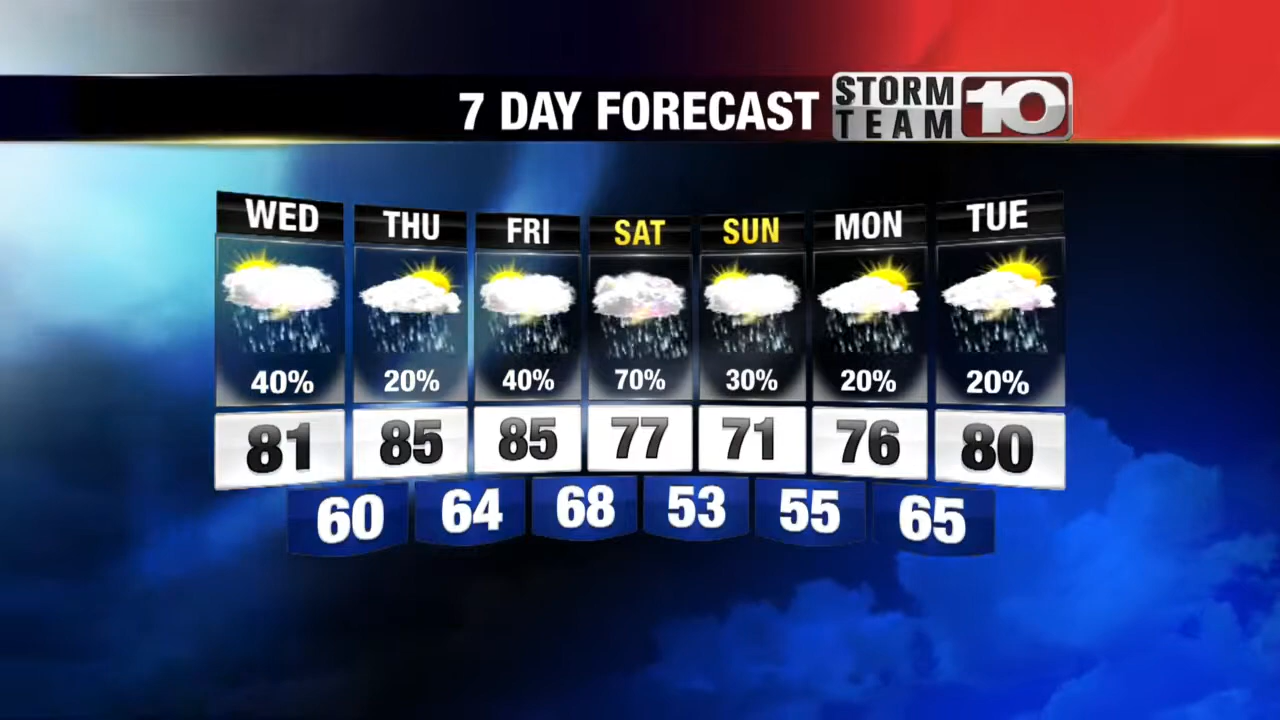 7 DAY FORECAST STORM TEAM 10
WED THU FRI SAT SUN MON TUE
40% 20% 40% 70% 30% 20% 20%
81 85 85 77 71 76 80
60 64 68 53 55 65